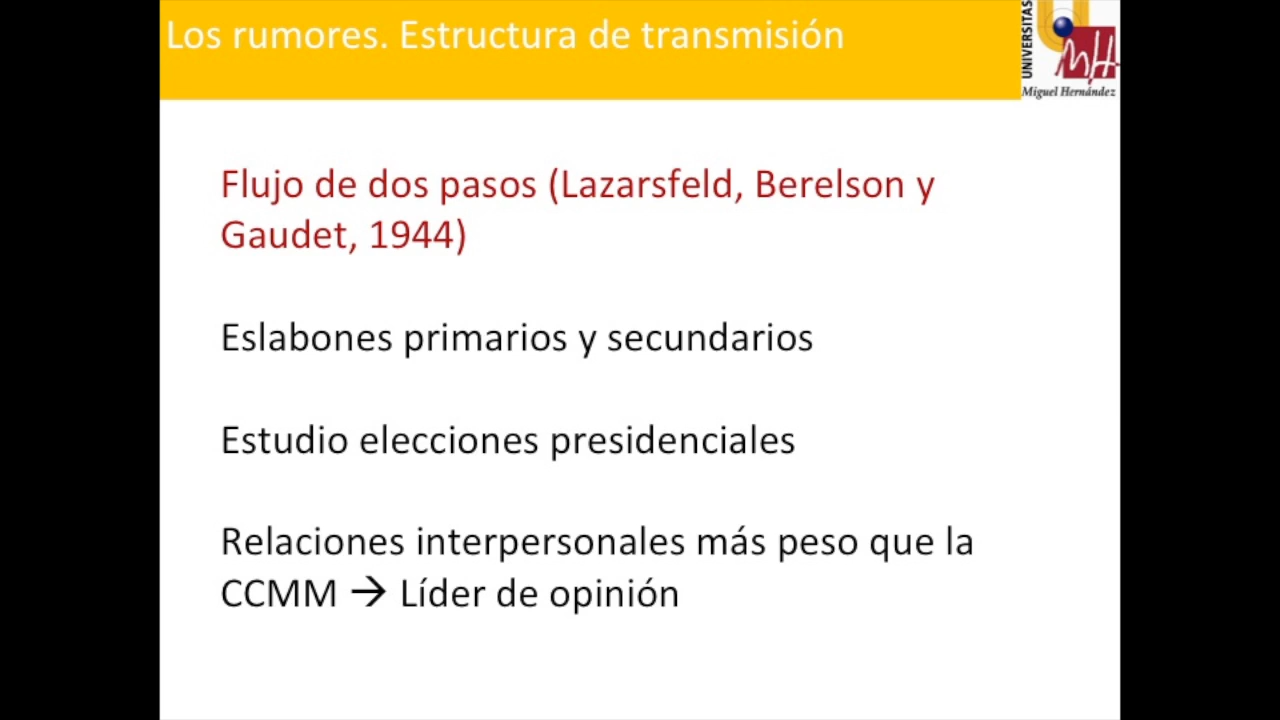 Los rumores. Estructura de transmisión
UNIVERSITAS
Miguel Hernández
Flujo de dos pasos (Lazarsfeld, Berelson y
Gaudet, 1944)
Eslabones primarios y secundarios
Estudio elecciones presidenciales
Relaciones interpersonales más peso que la
CCMM → Líder de opinión